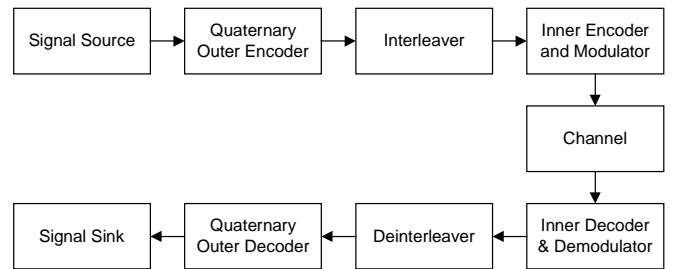 Signal Source
Quaternary
Outer Encoder
Interleaver
Inner Encoder
and Modulator
Channel
Signal Sink
Quaternary
Outer Decoder
Deinterleaver
Inner Decoder
& Demodulator